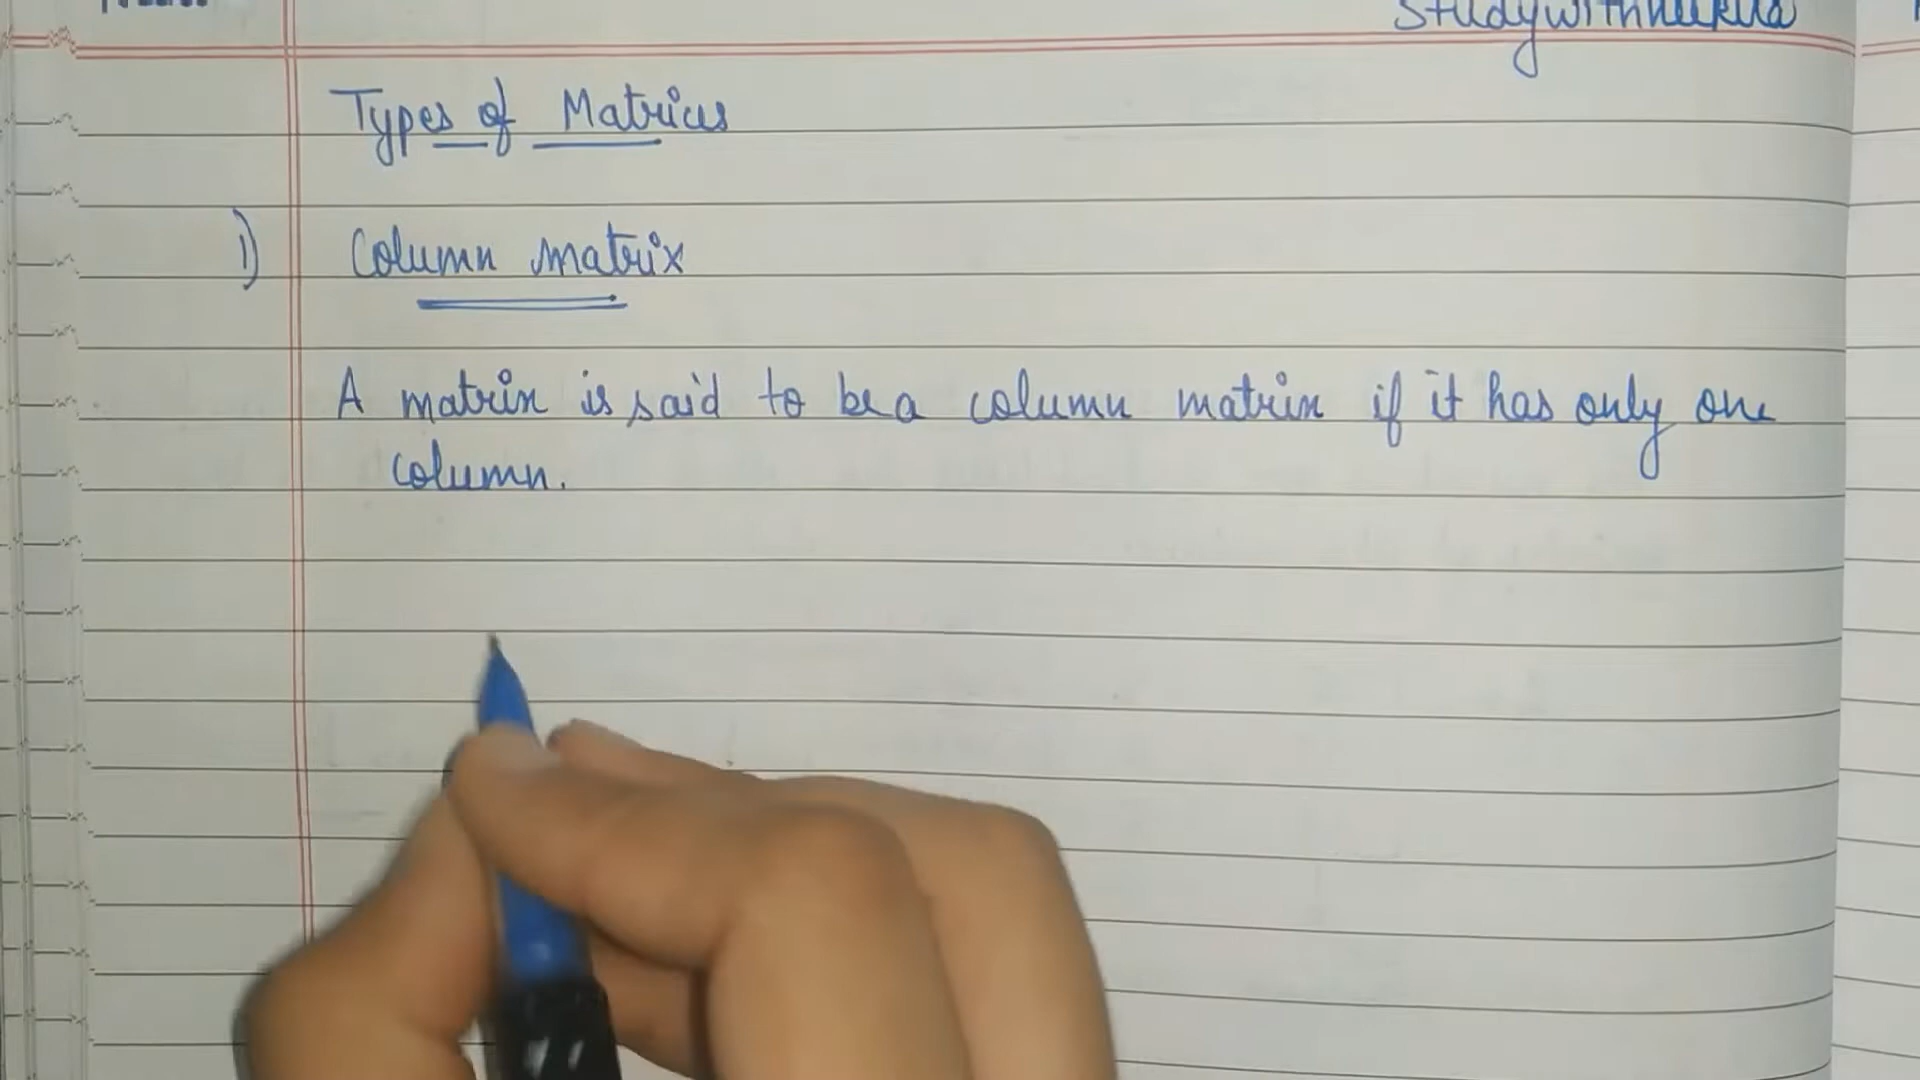 Types of Matrices
1) Column matrix
A matrix is said to be a column matrix if it has only one
column.